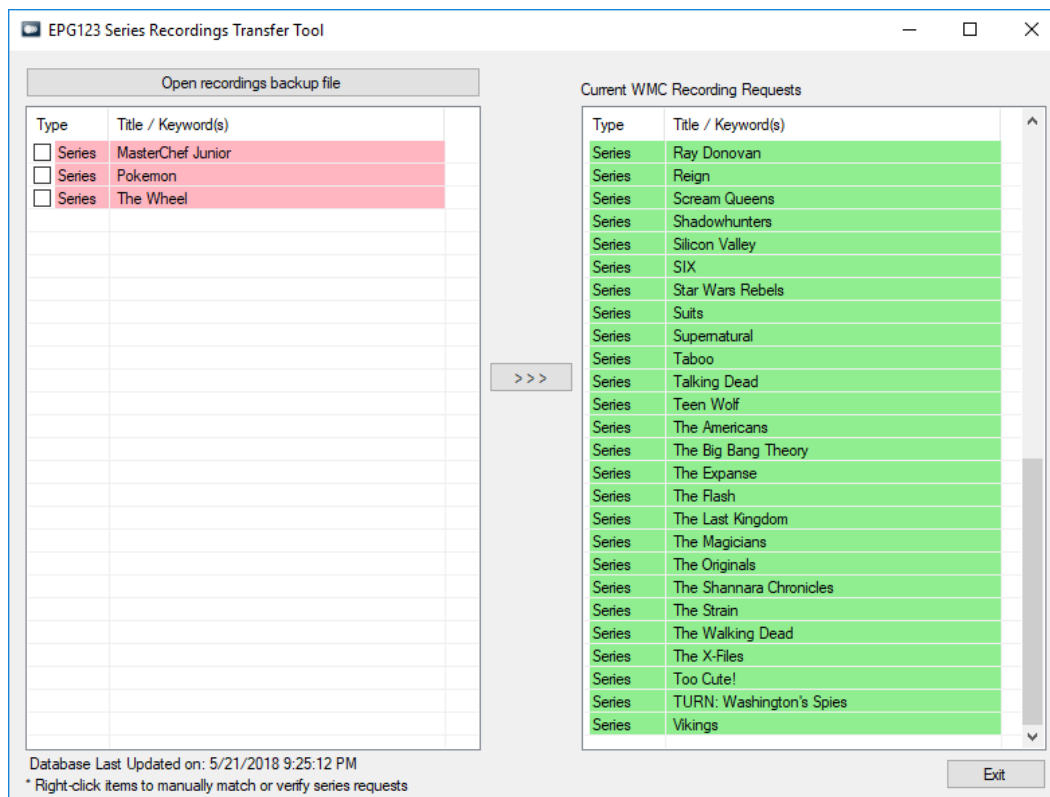 EPG123 Series Recordings Transfer Tool
Open recordings backup file
Type Title / Keyword(s)
Series MasterChef Junior
Series Pokemon
Series The Wheel
>>>
Current WMC Recording Requests
Type Title / Keyword(s)
Series Ray Donovan
Series Reign
Series Scream Queens
Series Shadowhunters
Series Silicon Valley
Series SIX
Series Star Wars Rebels
Series Suits
Series Supernatural
Series Taboo
Series Talking Dead
Series Teen Wolf
Series The Americans
Series The Big Bang Theory
Series The Expanse
Series The Flash
Series The Last Kingdom
Series The Magicians
Series The Originals
Series The Shannara Chronicles
Series The Strain
Series The Walking Dead
Series The X-Files
Series Too Cute!
Series TURN: Washington's Spies
Series Vikings
Database Last Updated on: 5/21/2018 9:25:12 PM
* Right-click items to manually match or verify series requests
Exit